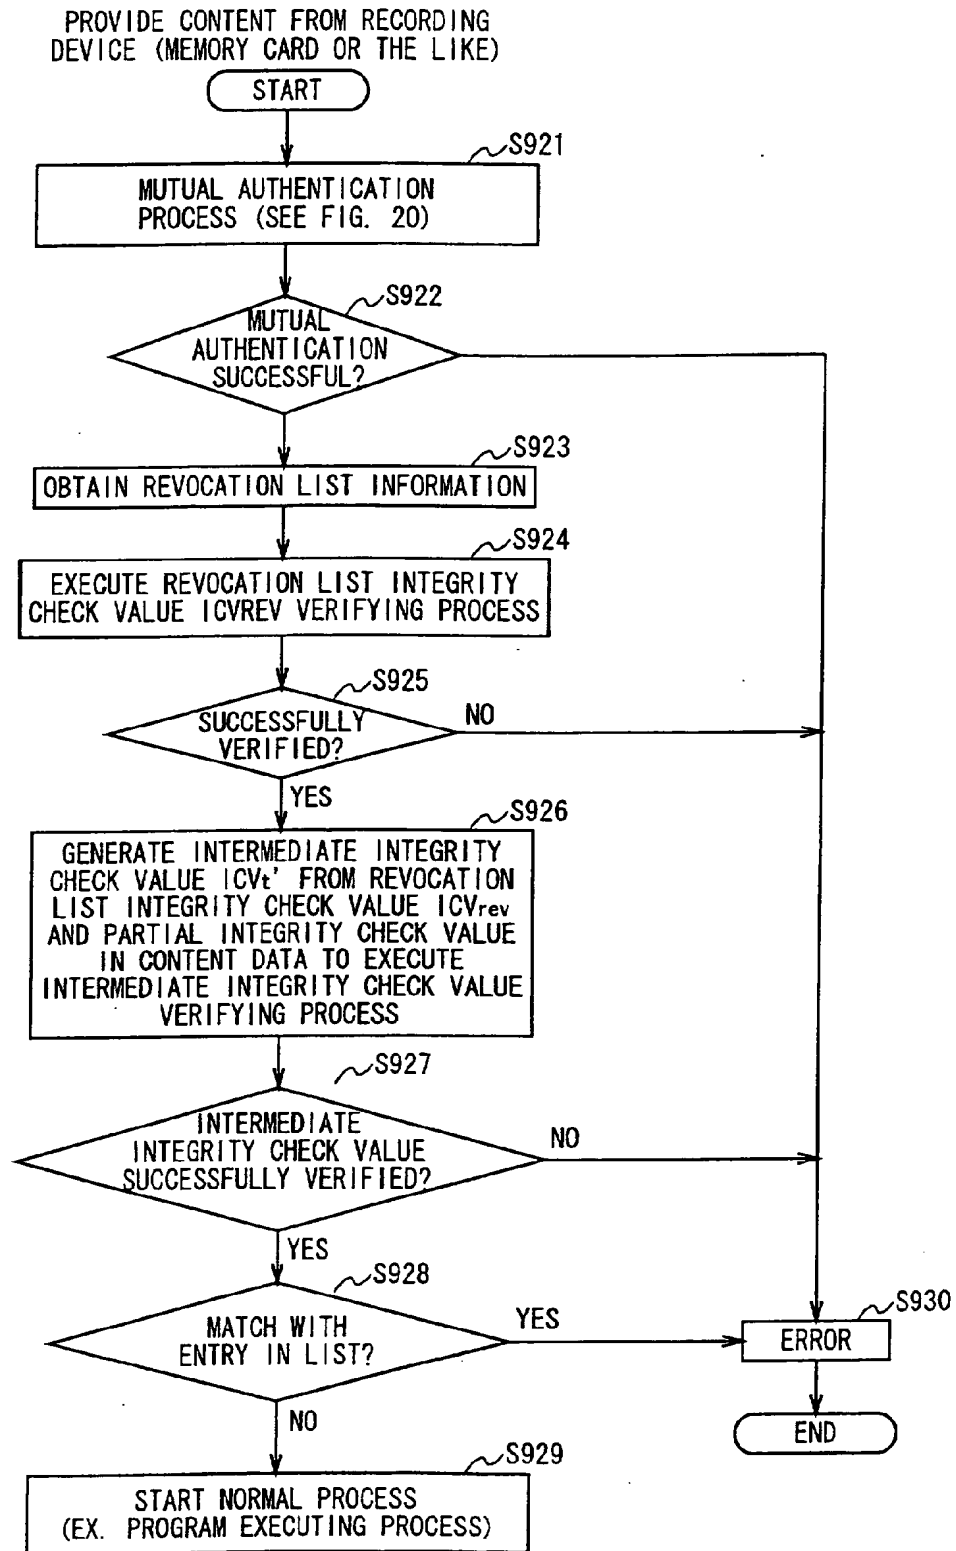 PROVIDE CONTENT FROM RECORDING
DEVICE (MEMORY CARD OR THE LIKE)
START
S921
MUTUAL AUTHENTICATION
PROCESS (SEE FIG. 20)
S922
MUTUAL
AUTHENTICATION
SUCCESSFUL?
S923
OBTAIN REVOCATION LIST INFORMATION
S924
EXECUTE REVOCATION LIST INTEGRITY
CHECK VALUE ICVREV VERIFYING PROCESS
S925
SUCCESSFULLY
VERIFIED?
NO
YES
S926
GENERATE INTERMEDIATE INTEGRITY
CHECK VALUE ICVt' FROM REVOCATION
LIST INTEGRITY CHECK VALUE ICVrev
AND PARTIAL INTEGRITY CHECK VALUE
IN CONTENT DATA TO EXECUTE
INTERMEDIATE INTEGRITY CHECK VALUE
VERIFYING PROCESS
S927
INTERMEDIATE
INTEGRITY CHECK VALUE
SUCCESSFULLY VERIFIED?
NO
YES
S928
MATCH WITH
ENTRY IN LIST?
YES
S930
ERROR
NO
END
S929
START NORMAL PROCESS
(EX. PROGRAM EXECUTING PROCESS)